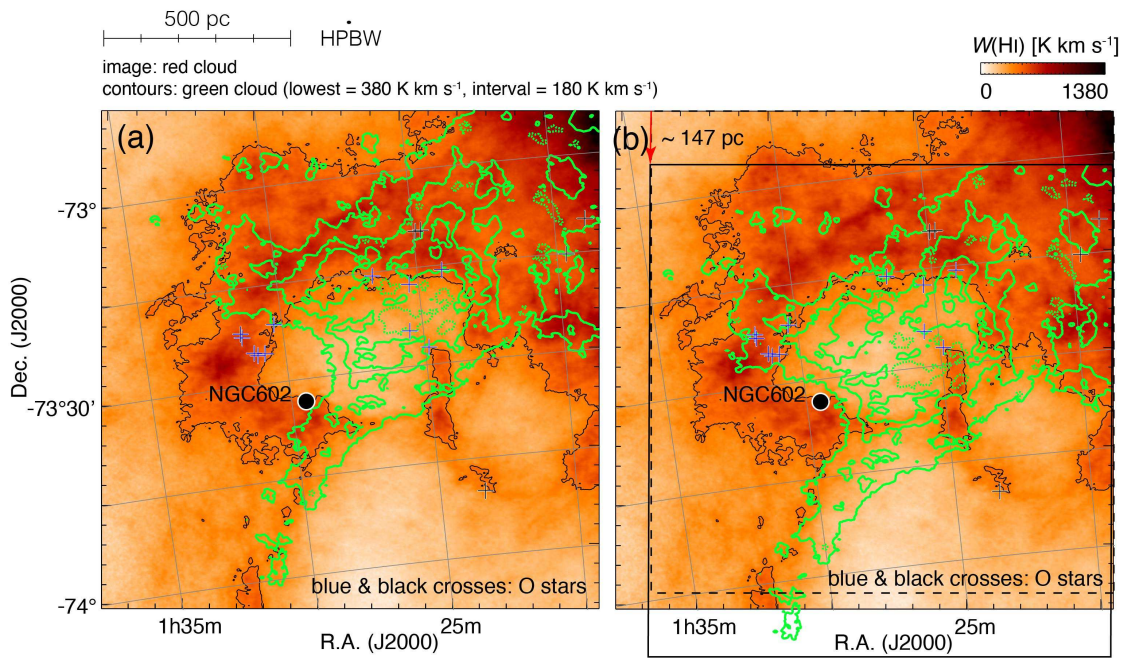 500 pc
HPBW
image: red cloud
contours: green cloud (lowest = 380 K km s⁻¹, interval = 180 K km s⁻¹)
W(HI) [K km s⁻¹]
0 1380
(a)
(b)
~ 147 pc
-73°
-73°30'
-74°
Dec. (J2000)
NGC602
NGC602
blue & black crosses: O stars
blue & black crosses: O stars
1h35m 25m
1h35m 25m
R.A. (J2000)
R.A. (J2000)